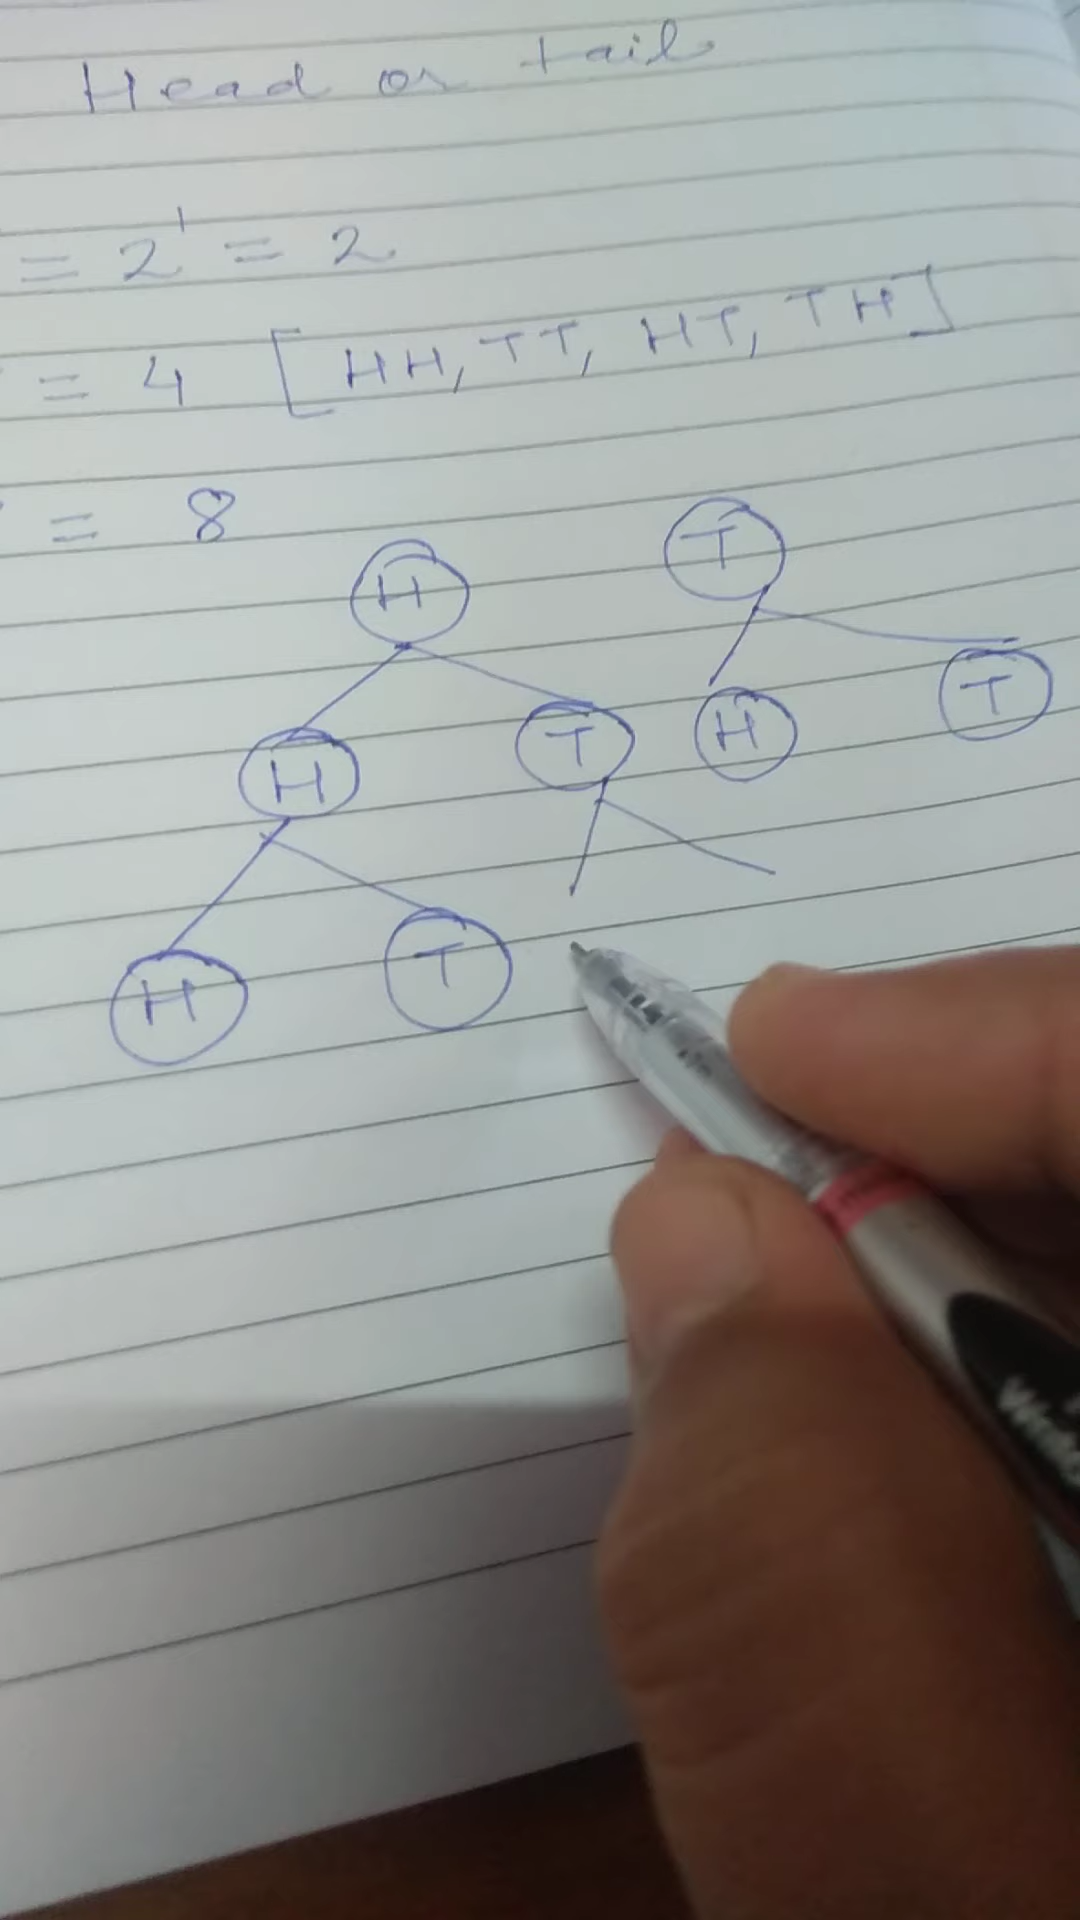 Head or tail
= 2¹ = 2
= 4 [HH, TT, HT, TH]
= 8
H T
H T H T
H T